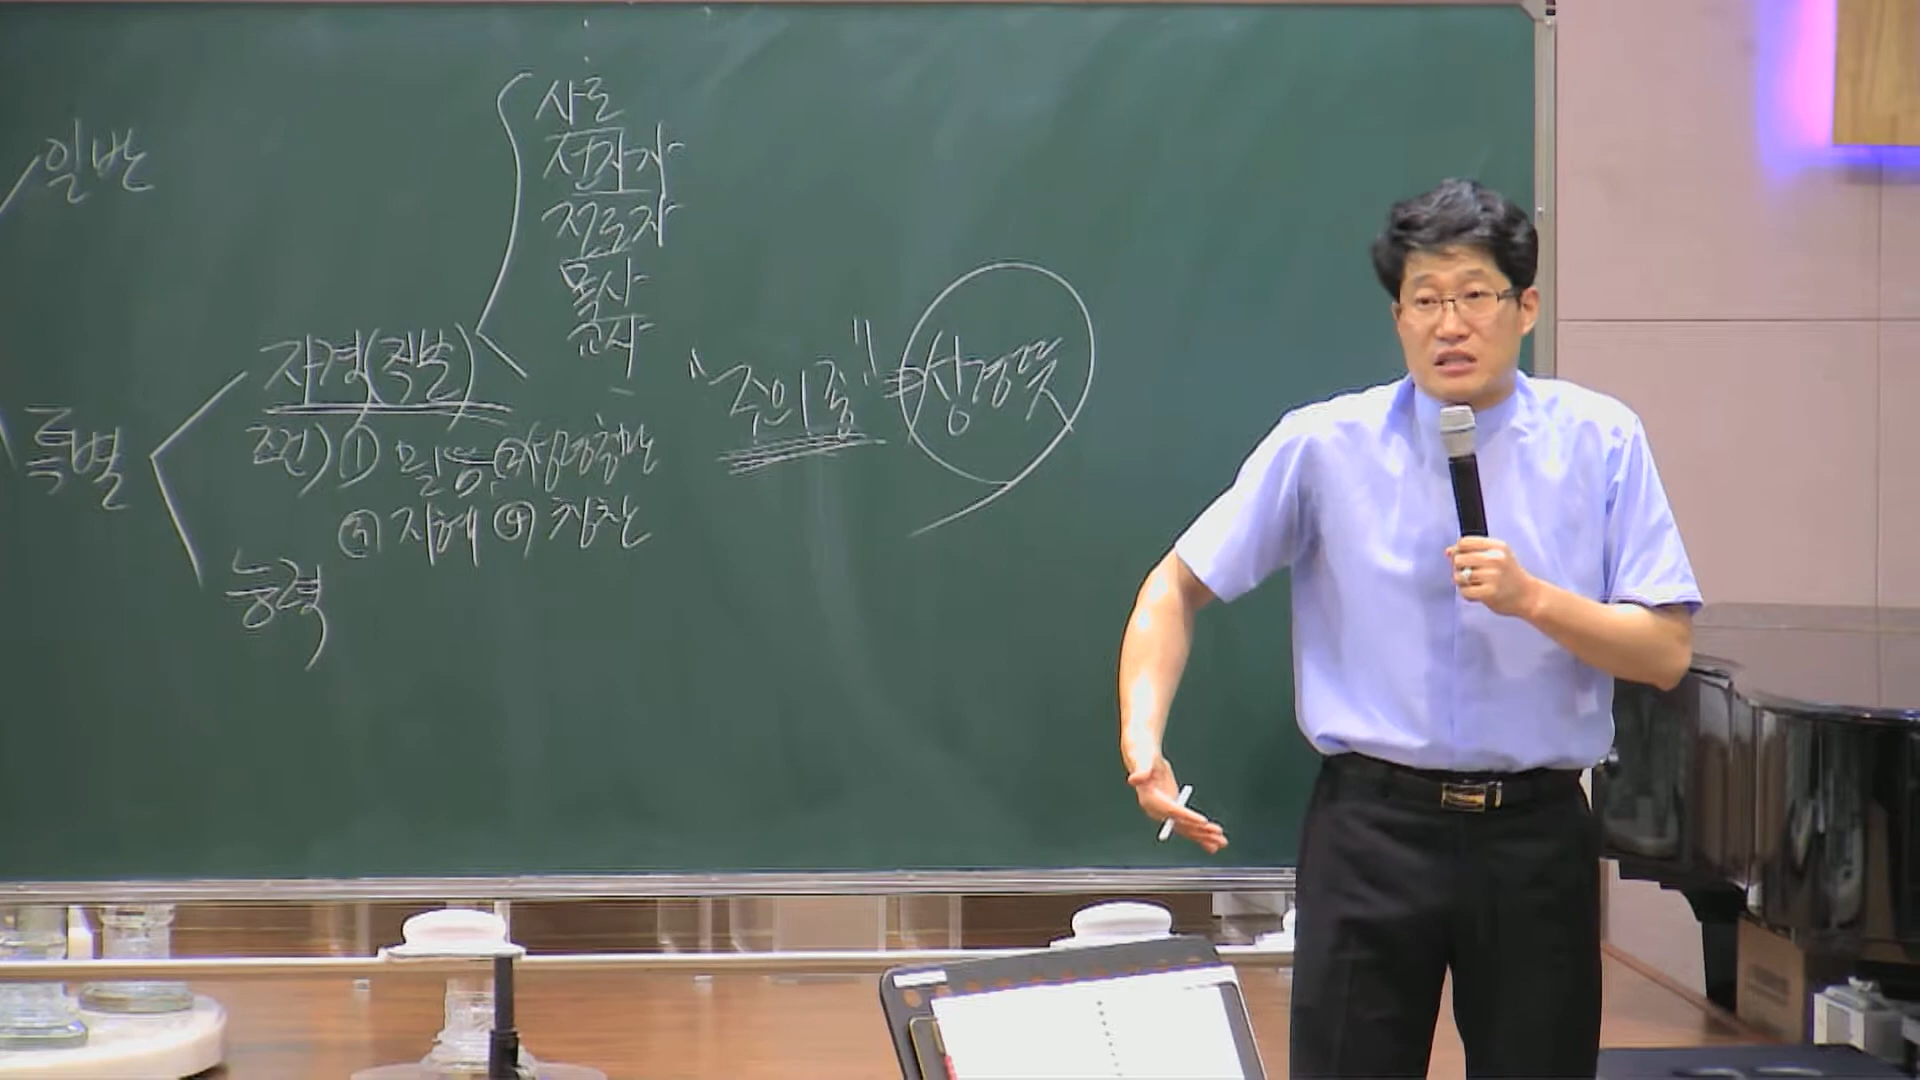 일반
사도
선지자
전도자
목사
교사
특별
자격(직분)
조건) ① 믿음, ② 성령충만
③ 지혜 ④ 칭찬
"주의 종"
능력